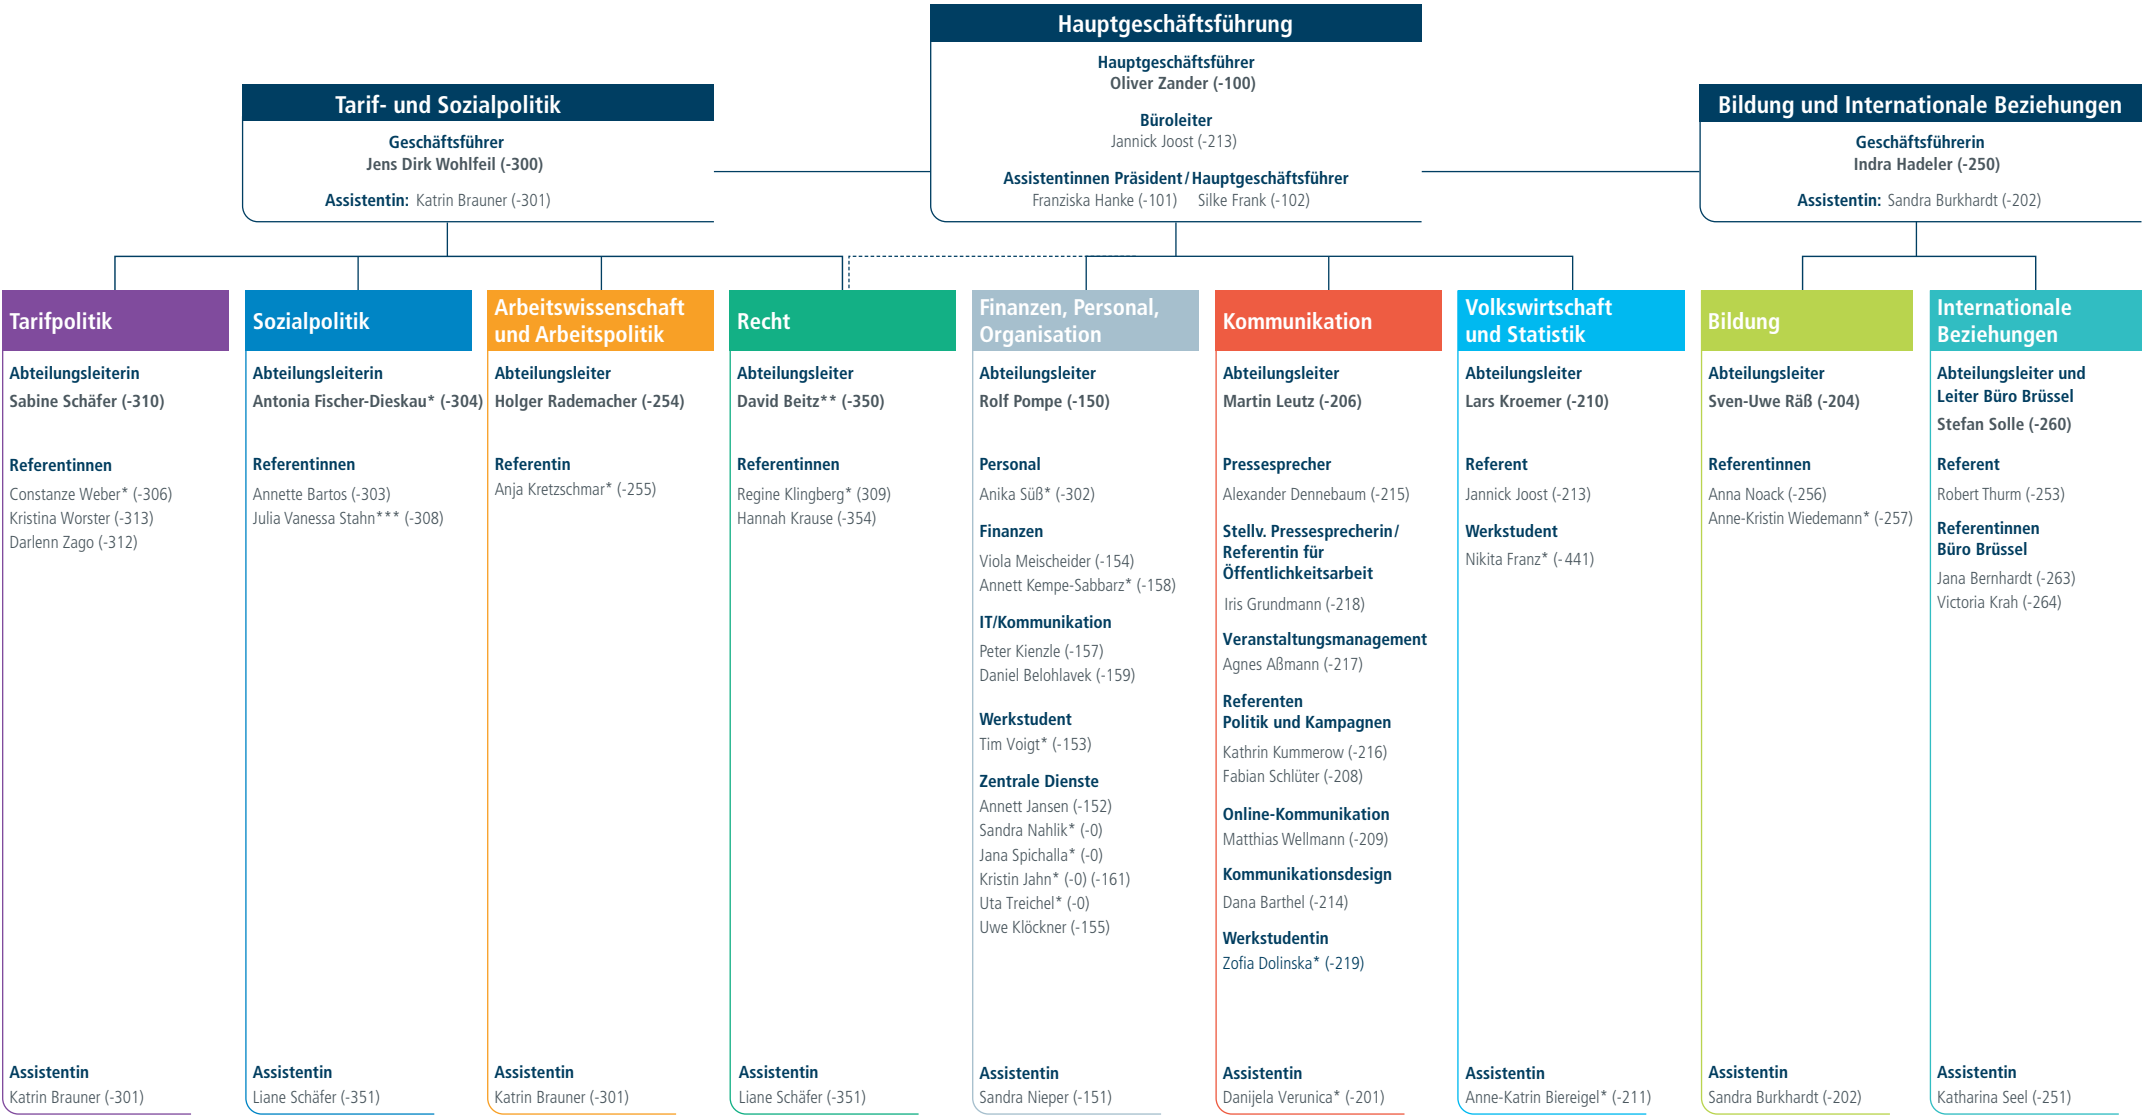 Hauptgeschäftsführung
Hauptgeschäftsführer
Oliver Zander (-100)
Büroleiter
Jannick Joost (-213)
Assistentinnen Präsident/Hauptgeschäftsführer
Franziska Hanke (-101) Silke Frank (-102)
Tarif- und Sozialpolitik
Geschäftsführer
Jens Dirk Wohlfeil (-300)
Assistentin: Katrin Brauner (-301)
Bildung und Internationale Beziehungen
Geschäftsführerin
Indra Hadeler (-250)
Assistentin: Sandra Burkhardt (-202)
Tarifpolitik
Abteilungsleiterin
Sabine Schäfer (-310)
Referentinnen
Constanze Weber* (-306)
Kristina Worster (-313)
Darlenn Zago (-312)
Assistentin
Katrin Brauner (-301)
Sozialpolitik
Abteilungsleiterin
Antonia Fischer-Dieskau* (-304)
Referentinnen
Annette Bartos (-303)
Julia Vanessa Stahn*** (-308)
Assistentin
Liane Schäfer (-351)
Arbeitswissenschaft
und Arbeitspolitik
Abteilungsleiter
Holger Rademacher (-254)
Referentin
Anja Kretzschmar* (-255)
Assistentin
Katrin Brauner (-301)
Recht
Abteilungsleiter
David Beitz** (-350)
Referentinnen
Regine Klingberg* (309)
Hannah Krause (-354)
Assistentin
Liane Schäfer (-351)
Finanzen, Personal,
Organisation
Abteilungsleiter
Rolf Pompe (-150)
Personal
Anika Süß* (-302)
Finanzen
Viola Meischeider (-154)
Annett Kempe-Sabbarz* (-158)
IT/Kommunikation
Peter Kienzle (-157)
Daniel Belohlavek (-159)
Werkstudent
Tim Voigt* (-153)
Zentrale Dienste
Annett Jansen (-152)
Sandra Nahlik* (-0)
Jana Spichalla* (-0)
Kristin Jahn* (-0) (-161)
Uta Treichel* (-0)
Uwe Klöckner (-155)
Assistentin
Sandra Nieper (-151)
Kommunikation
Abteilungsleiter
Martin Leutz (-206)
Pressesprecher
Alexander Dennebaum (-215)
Stellv. Pressesprecherin/
Referentin für
Öffentlichkeitsarbeit
Iris Grundmann (-218)
Veranstaltungsmanagement
Agnes Aßmann (-217)
Referenten
Politik und Kampagnen
Kathrin Kummerow (-216)
Fabian Schlüter (-208)
Online-Kommunikation
Matthias Wellmann (-209)
Kommunikationsdesign
Dana Barthel (-214)
Werkstudentin
Zofia Dolinska* (-219)
Assistentin
Danijela Verunica* (-201)
Volkswirtschaft
und Statistik
Abteilungsleiter
Lars Kroemer (-210)
Referent
Jannick Joost (-213)
Werkstudent
Nikita Franz* (-441)
Assistentin
Anne-Katrin Biereigel* (-211)
Bildung
Abteilungsleiter
Sven-Uwe Räß (-204)
Referentinnen
Anna Noack (-256)
Anne-Kristin Wiedemann* (-257)
Assistentin
Sandra Burkhardt (-202)
Internationale
Beziehungen
Abteilungsleiter und
Leiter Büro Brüssel
Stefan Solle (-260)
Referent
Robert Thurm (-253)
Referentinnen
Büro Brüssel
Jana Bernhardt (-263)
Victoria Krah (-264)
Assistentin
Katharina Seel (-251)